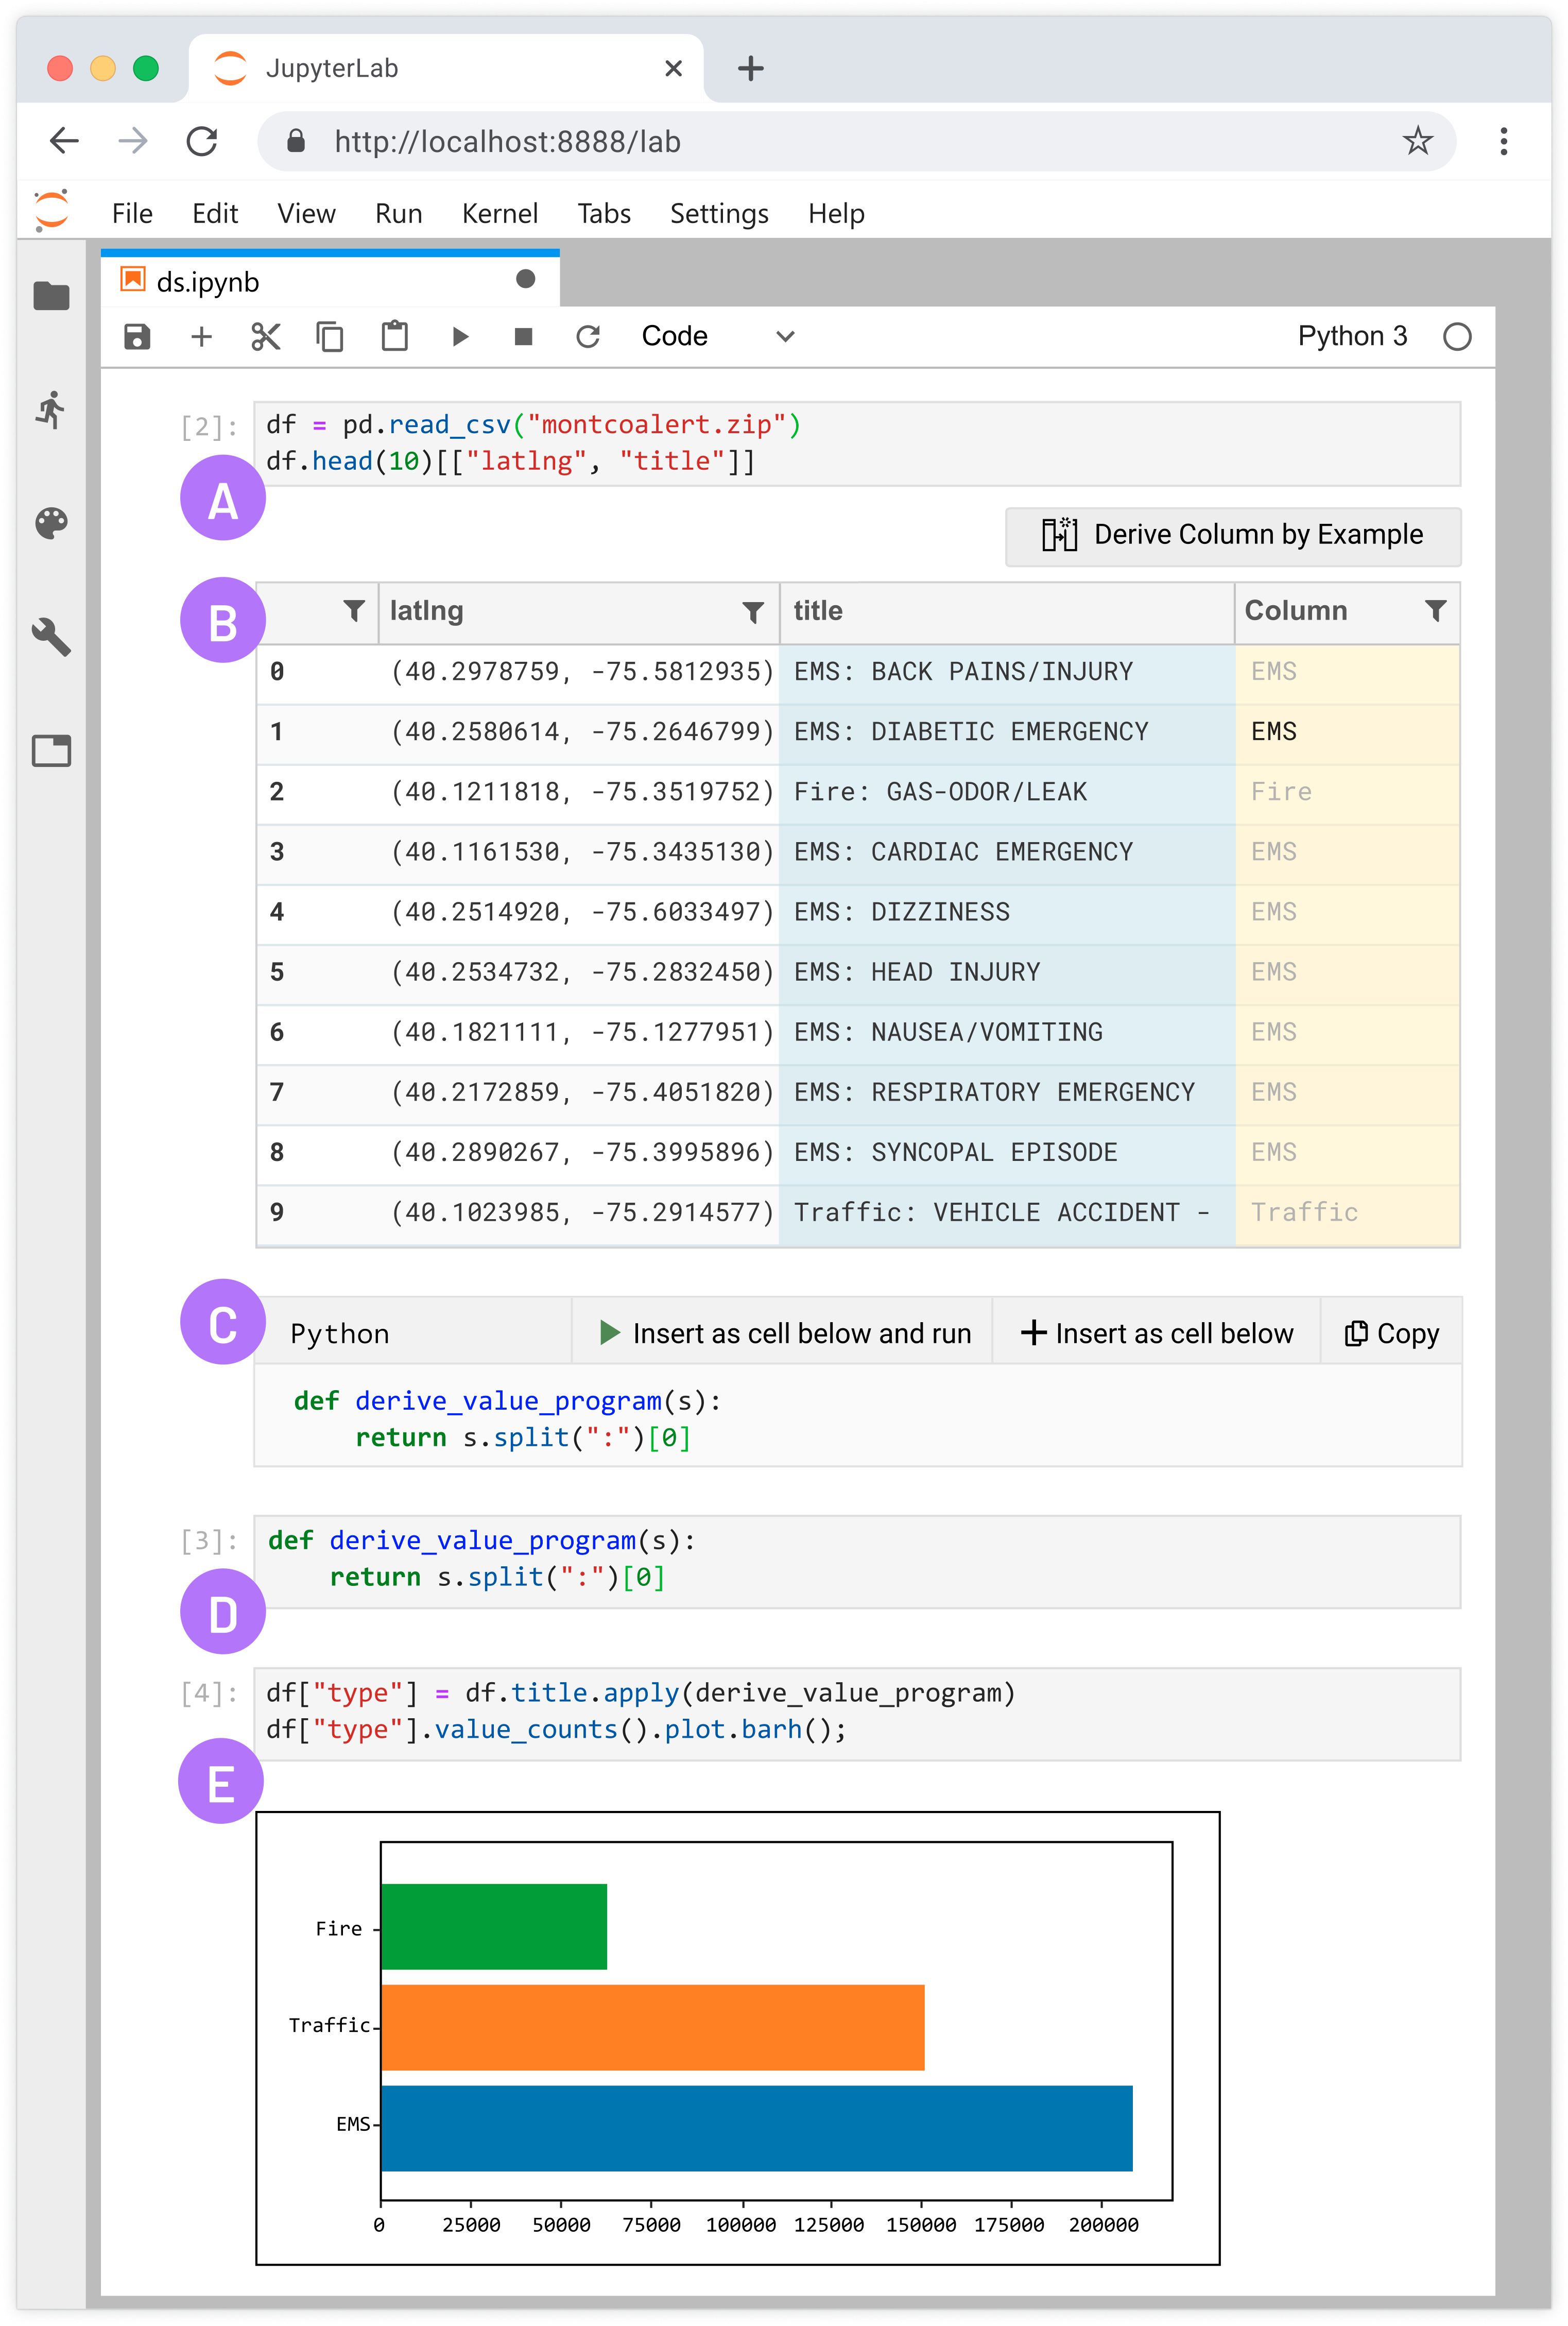 JupyterLab
http://localhost:8888/lab
File Edit View Run Kernel Tabs Settings Help
ds.ipynb
Code Python 3
[2]: df = pd.read_csv("montcoalert.zip")
df.head(10)[["latlng", "title"]]
A
Derive Column by Example
B
latlng title Column
0 (40.2978759, -75.5812935) EMS: BACK PAINS/INJURY EMS
1 (40.2580614, -75.2646799) EMS: DIABETIC EMERGENCY EMS
2 (40.1211818, -75.3519752) Fire: GAS-ODOR/LEAK Fire
3 (40.1161530, -75.3435130) EMS: CARDIAC EMERGENCY EMS
4 (40.2514920, -75.6033497) EMS: DIZZINESS EMS
5 (40.2534732, -75.2832450) EMS: HEAD INJURY EMS
6 (40.1821111, -75.1277951) EMS: NAUSEA/VOMITING EMS
7 (40.2172859, -75.4051820) EMS: RESPIRATORY EMERGENCY EMS
8 (40.2890267, -75.3995896) EMS: SYNCOPAL EPISODE EMS
9 (40.1023985, -75.2914577) Traffic: VEHICLE ACCIDENT - Traffic
C
Python Insert as cell below and run Insert as cell below Copy
def derive_value_program(s):
return s.split(":")[0]
[3]: def derive_value_program(s):
return s.split(":")[0]
D
[4]: df["type"] = df.title.apply(derive_value_program)
df["type"].value_counts().plot.barh();
E
Fire
Traffic
EMS
0 25000 50000 75000 100000 125000 150000 175000 200000